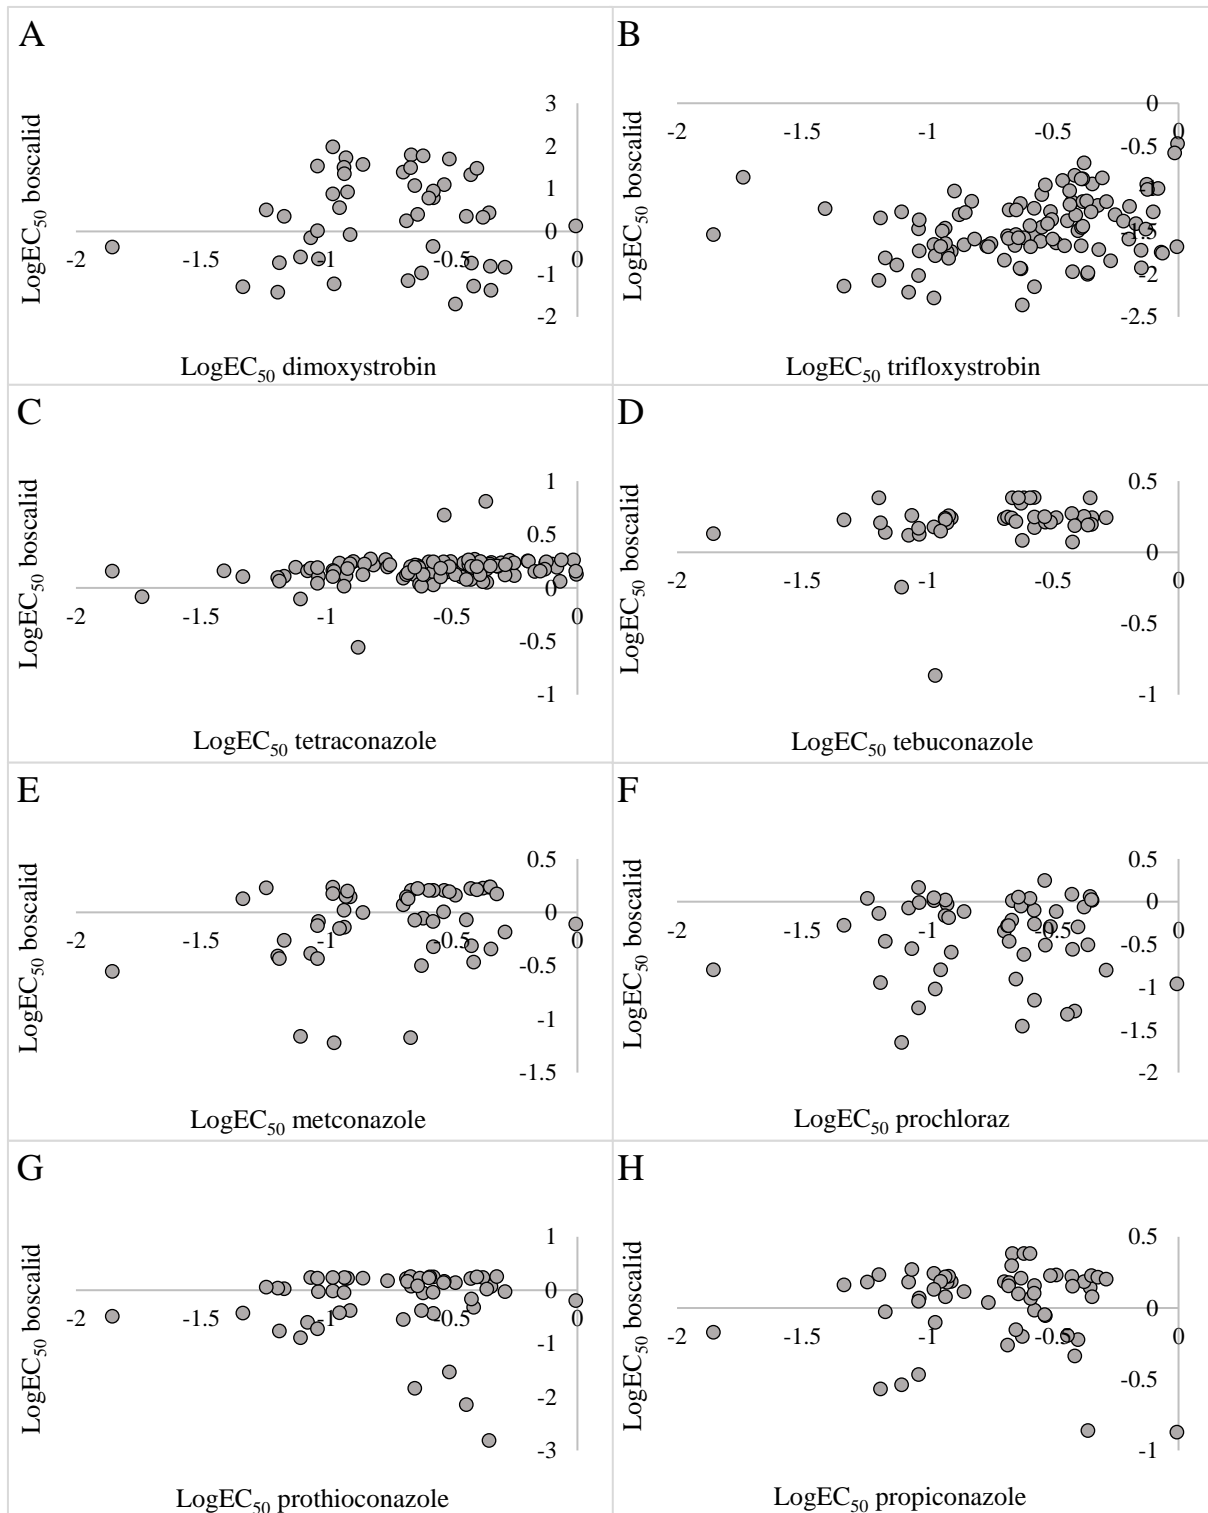 A
LogEC50 boscalid
3
2
1
0
-1
-2
-2 -1.5 -1 -0.5 0
LogEC50 dimoxystrobin
B
LogEC50 boscalid
0
-0.5
-1
-1.5
-2
-2.5
-2 -1.5 -1 -0.5 0
LogEC50 trifloxystrobin
C
LogEC50 boscalid
1
0.5
0
-0.5
-1
-2 -1.5 -1 -0.5 0
LogEC50 tetraconazole
D
LogEC50 boscalid
0.5
0
-0.5
-1
-2 -1.5 -1 -0.5 0
LogEC50 tebuconazole
E
LogEC50 boscalid
0.5
0
-0.5
-1
-1.5
-2 -1.5 -1 -0.5 0
LogEC50 metconazole
F
LogEC50 boscalid
0.5
0
-0.5
-1
-1.5
-2
-2 -1.5 -1 -0.5 0
LogEC50 prochloraz
G
LogEC50 boscalid
1
0
-1
-2
-3
-2 -1.5 -1 -0.5 0
LogEC50 prothioconazole
H
LogEC50 boscalid
0.5
0
-0.5
-1
-2 -1.5 -1 -0.5 0
LogEC50 propiconazole